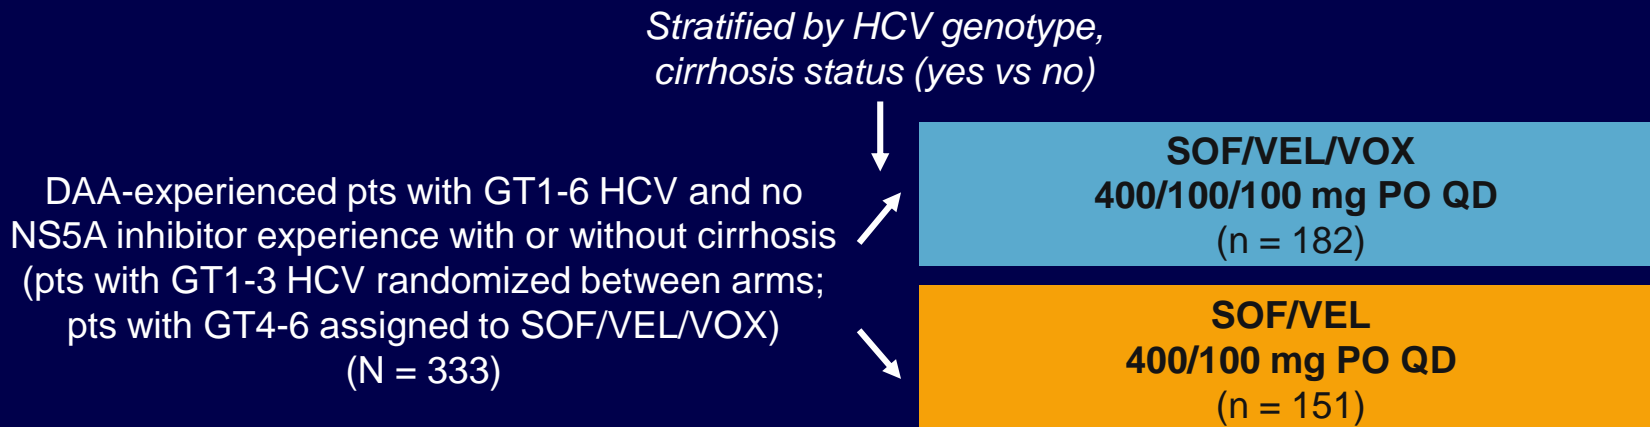 Stratified by HCV genotype,
cirrhosis status (yes vs no)
DAA-experienced pts with GT1-6 HCV and no
NS5A inhibitor experience with or without cirrhosis
(pts with GT1-3 HCV randomized between arms;
pts with GT4-6 assigned to SOF/VEL/VOX)
(N = 333)
SOF/VEL/VOX
400/100/100 mg PO QD
(n = 182)
SOF/VEL
400/100 mg PO QD
(n = 151)